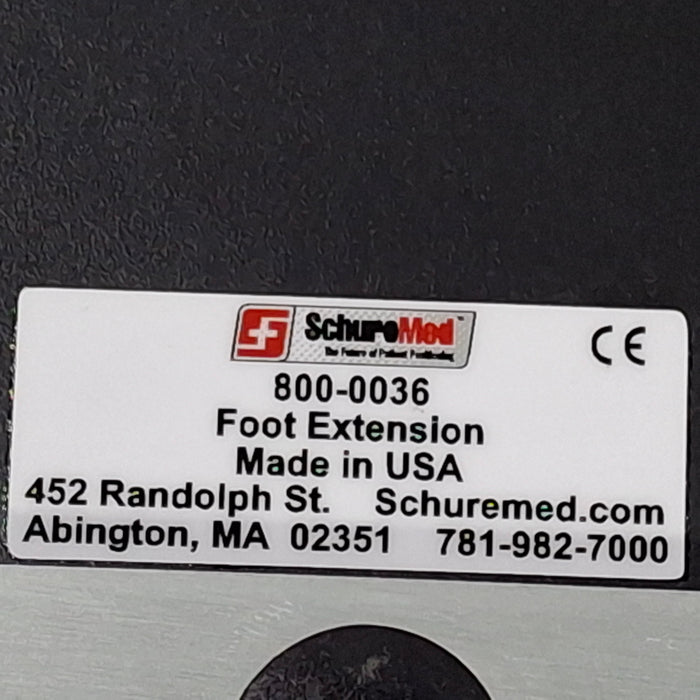 SchureMed™ CE
The Future of Patient Positioning
800-0036
Foot Extension
Made in USA
452 Randolph St. Schuremed.com
Abington, MA 02351 781-982-7000